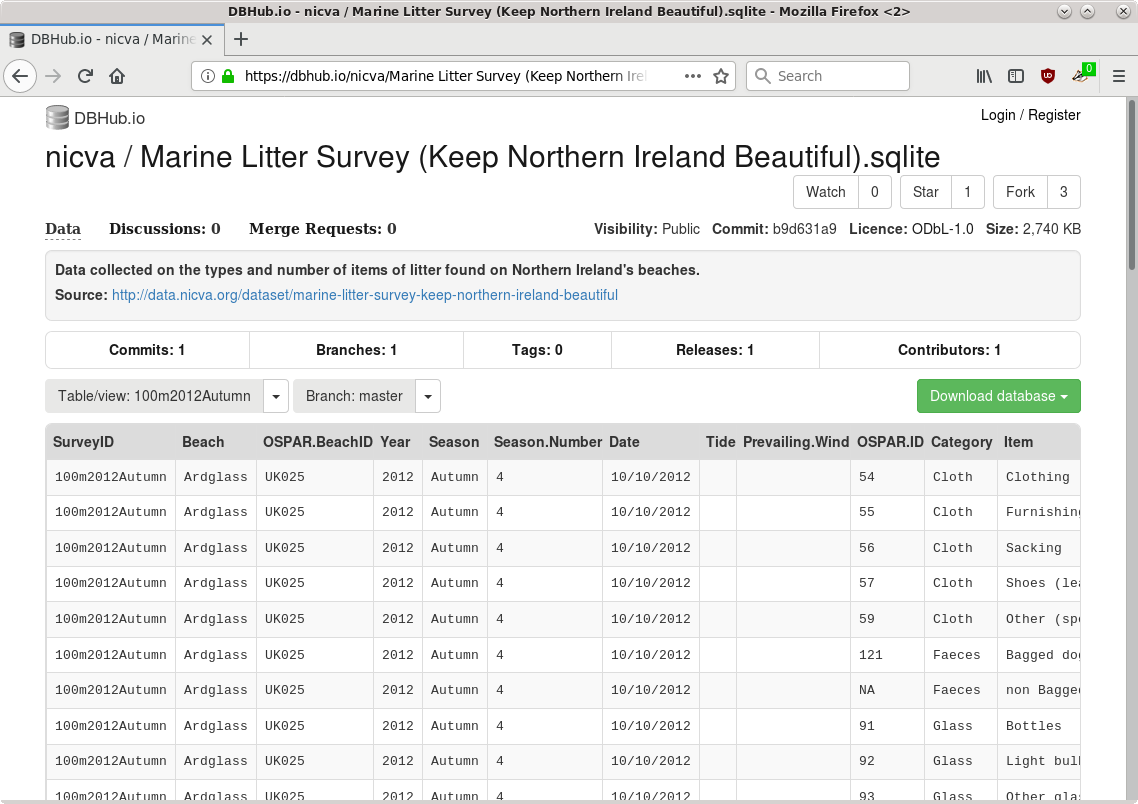 DBHub.io - nicva / Marine Litter Survey (Keep Northern Ireland Beautiful).sqlite - Mozilla Firefox <2>
DBHub.io - nicva / Marine
https://dbhub.io/nicva/Marine Litter Survey (Keep Northern Irel
Search
0
DBHub.io
Login / Register
nicva / Marine Litter Survey (Keep Northern Ireland Beautiful).sqlite
Watch 0 Star 1 Fork 3
Data Discussions: 0 Merge Requests: 0 Visibility: Public Commit: b9d631a9 Licence: ODbL-1.0 Size: 2,740 KB
Data collected on the types and number of items of litter found on Northern Ireland's beaches.
Source: http://data.nicva.org/dataset/marine-litter-survey-keep-northern-ireland-beautiful
Commits: 1 Branches: 1 Tags: 0 Releases: 1 Contributors: 1
Table/view: 100m2012Autumn Branch: master Download database
SurveyID Beach OSPAR.BeachID Year Season Season.Number Date Tide Prevailing.Wind OSPAR.ID Category Item
100m2012Autumn Ardglass UK025 2012 Autumn 4 10/10/2012 54 Cloth Clothing
100m2012Autumn Ardglass UK025 2012 Autumn 4 10/10/2012 55 Cloth Furnishing
100m2012Autumn Ardglass UK025 2012 Autumn 4 10/10/2012 56 Cloth Sacking
100m2012Autumn Ardglass UK025 2012 Autumn 4 10/10/2012 57 Cloth Shoes (lea
100m2012Autumn Ardglass UK025 2012 Autumn 4 10/10/2012 59 Cloth Other (spe
100m2012Autumn Ardglass UK025 2012 Autumn 4 10/10/2012 121 Faeces Bagged dog
100m2012Autumn Ardglass UK025 2012 Autumn 4 10/10/2012 NA Faeces non Bagged
100m2012Autumn Ardglass UK025 2012 Autumn 4 10/10/2012 91 Glass Bottles
100m2012Autumn Ardglass UK025 2012 Autumn 4 10/10/2012 92 Glass Light bul
100m2012Autumn Ardglass UK025 2012 Autumn 4 10/10/2012 93 Glass Other glas